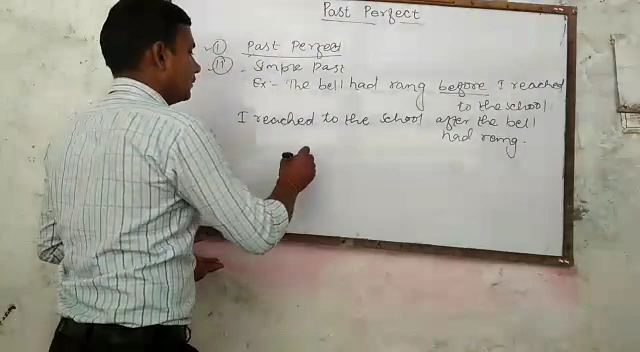 Past Perfect
(i) Past Perfect
(ii) - Simple Past
Ex:- The bell had rang before I reached
to the school.
I reached to the school after the bell
had rang.